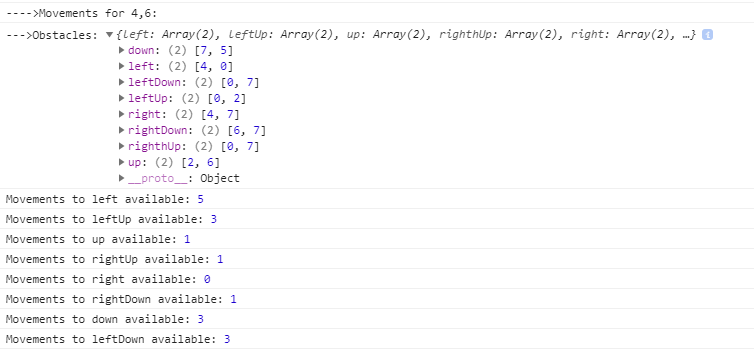 ---->Movements for 4,6:
--->Obstacles: ▼{left: Array(2), leftUp: Array(2), up: Array(2), righthUp: Array(2), right: Array(2), …} i
▶down: (2) [7, 5]
▶left: (2) [4, 0]
▶leftDown: (2) [0, 7]
▶leftUp: (2) [0, 2]
▶right: (2) [4, 7]
▶rightDown: (2) [6, 7]
▶righthUp: (2) [0, 7]
▶up: (2) [2, 6]
▶__proto__: Object
Movements to left available: 5
Movements to leftUp available: 3
Movements to up available: 1
Movements to rightUp available: 1
Movements to right available: 0
Movements to rightDown available: 1
Movements to down available: 3
Movements to leftDown available: 3